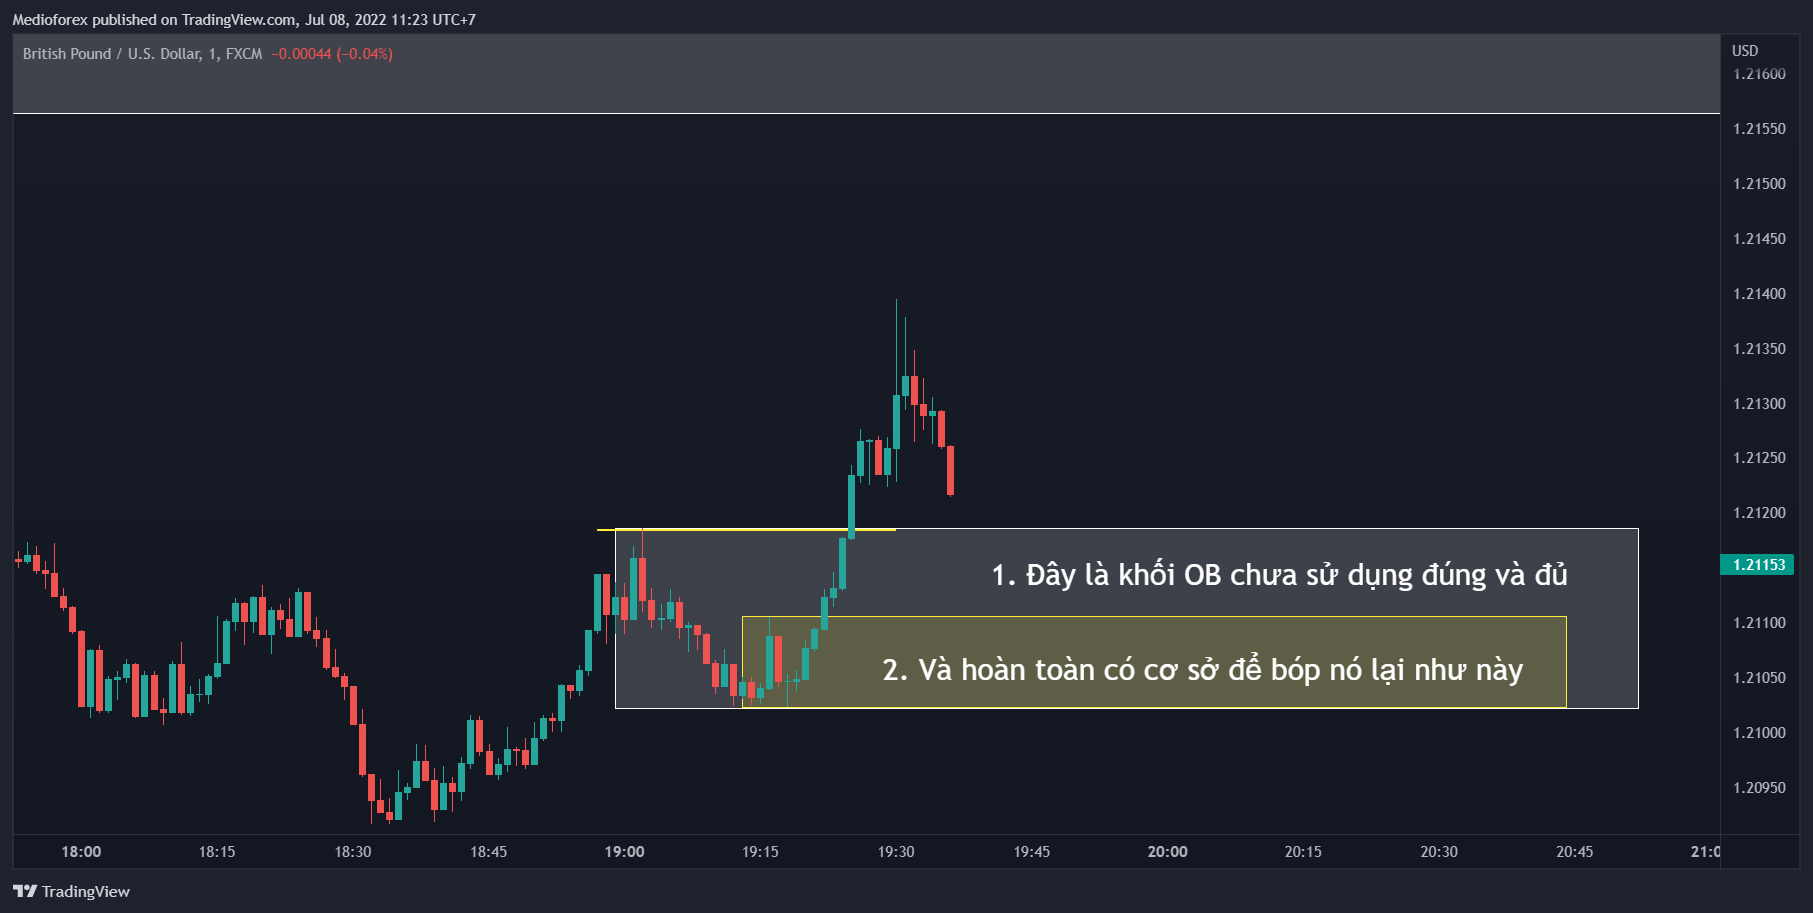 Medioforex published on TradingView.com, Jul 08, 2022 11:23 UTC+7
British Pound / U.S. Dollar, 1, FXCM −0.00044 (−0.04%)
USD
1.21600
1.21550
1.21500
1.21450
1.21400
1.21350
1.21300
1.21250
1.21200
1.21153
1.21100
1.21050
1.21000
1.20950
1. Đây là khối OB chưa sử dụng đúng và đủ
2. Và hoàn toàn có cơ sở để bóp nó lại như này
18:00 18:15 18:30 18:45 19:00 19:15 19:30 19:45 20:00 20:15 20:30 20:45 21:0
TradingView